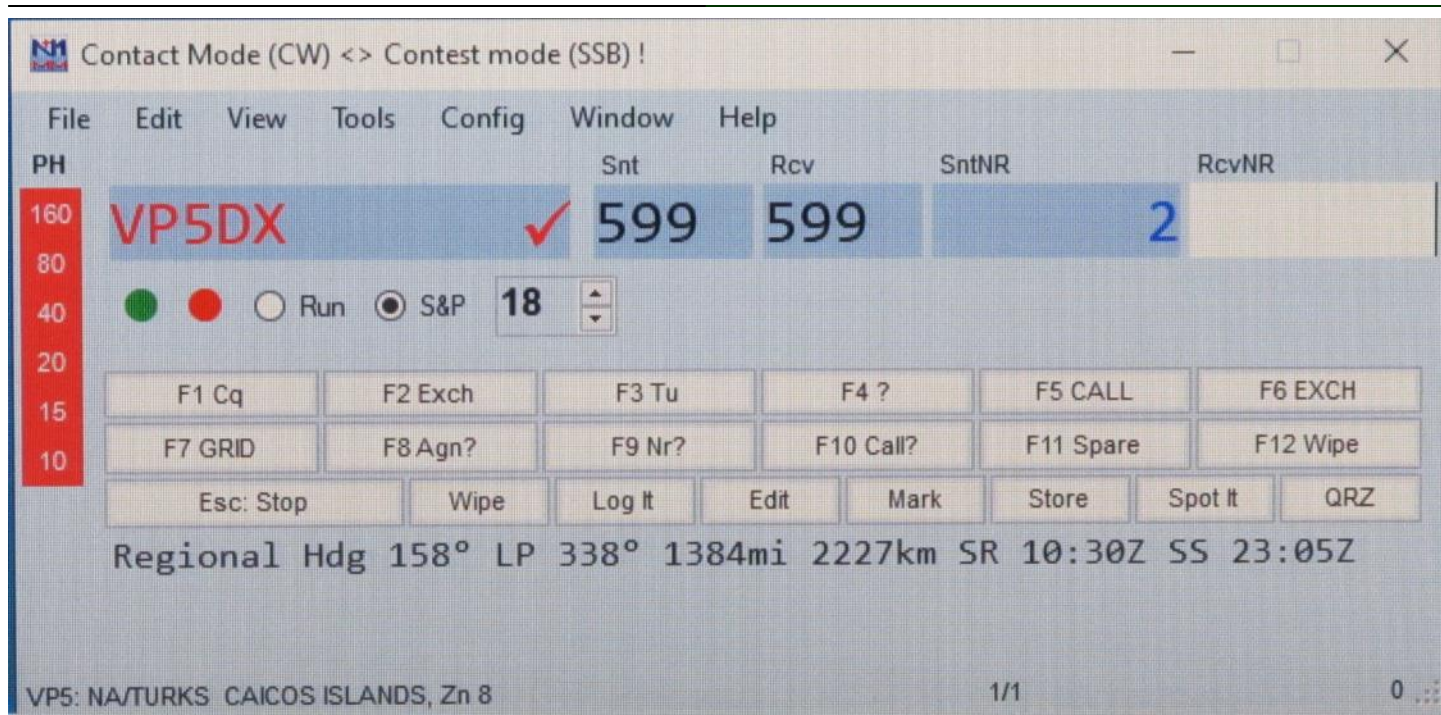 Contact Mode (CW) <> Contest mode (SSB) !
File Edit View Tools Config Window Help
PH Snt Rcv SntNR RcvNR
160 VP5DX ✓ 599 599 2
80
40 Run S&P 18
20
F1 Cq F2 Exch F3 Tu F4 ? F5 CALL F6 EXCH
15
F7 GRID F8 Agn? F9 Nr? F10 Call? F11 Spare F12 Wipe
10
Esc: Stop Wipe Log It Edit Mark Store Spot It QRZ
Regional Hdg 158° LP 338° 1384mi 2227km SR 10:30Z SS 23:05Z
VP5: NA/TURKS CAICOS ISLANDS, Zn 8 1/1 0